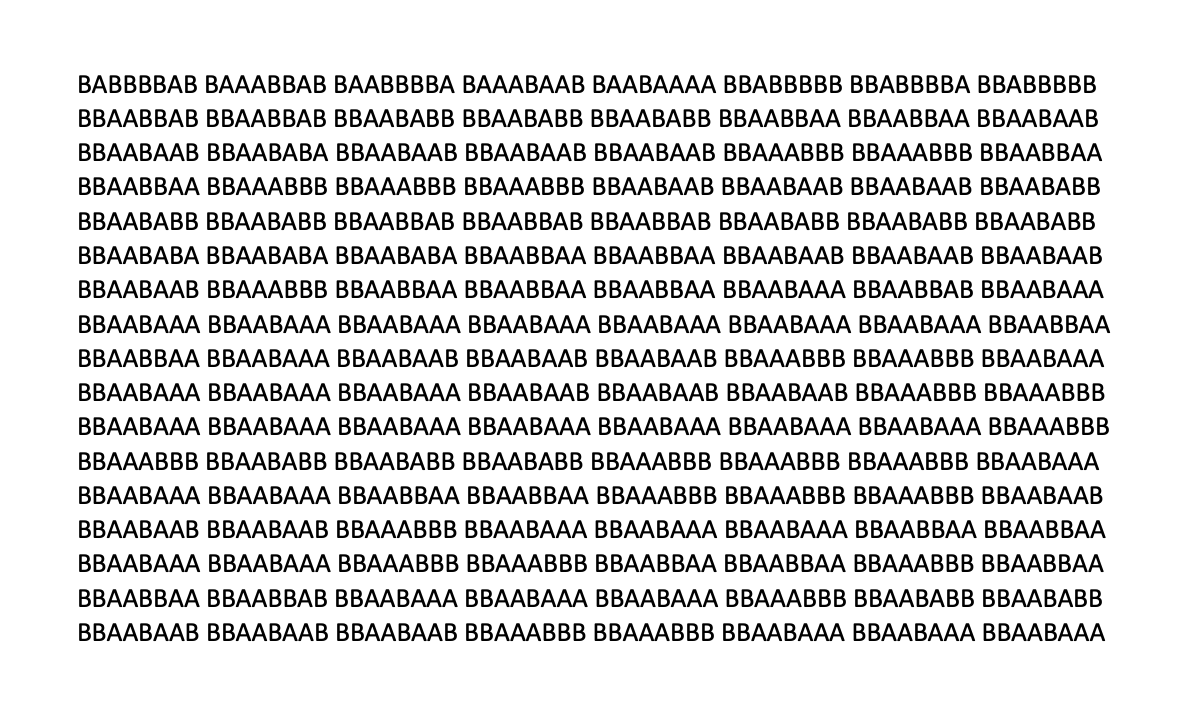 BABBBBAB BAAABBAB BAABBBBA BAAABAAB BAABAAAA BBABBBBB BBABBBBA BBABBBBB
BBAABBAB BBAABBAB BBAABABB BBAABABB BBAABABB BBAABBAA BBAABBAA BBAABAAB
BBAABAAB BBAABABA BBAABAAB BBAABAAB BBAABAAB BBAAABBB BBAAABBB BBAABBAA
BBAABBAA BBAAABBB BBAAABBB BBAAABBB BBAABAAB BBAABAAB BBAABAAB BBAABABB
BBAABABB BBAABABB BBAABBAB BBAABBAB BBAABBAB BBAABABB BBAABABB BBAABABB
BBAABABA BBAABABA BBAABABA BBAABBAA BBAABBAA BBAABAAB BBAABAAB BBAABAAB
BBAABAAB BBAAABBB BBAABBAA BBAABBAA BBAABBAA BBAABAAA BBAABBAB BBAABAAA
BBAABAAA BBAABAAA BBAABAAA BBAABAAA BBAABAAA BBAABAAA BBAABAAA BBAABBAA
BBAABBAA BBAABAAA BBAABAAB BBAABAAB BBAABAAB BBAAABBB BBAAABBB BBAABAAA
BBAABAAA BBAABAAA BBAABAAA BBAABAAB BBAABAAB BBAABAAB BBAAABBB BBAAABBB
BBAABAAA BBAABAAA BBAABAAA BBAABAAA BBAABAAA BBAABAAA BBAABAAA BBAAABBB
BBAAABBB BBAABABB BBAABABB BBAABABB BBAAABBB BBAAABBB BBAAABBB BBAABAAA
BBAABAAA BBAABAAA BBAABBAA BBAABBAA BBAAABBB BBAAABBB BBAAABBB BBAABAAB
BBAABAAB BBAABAAB BBAAABBB BBAABAAA BBAABAAA BBAABAAA BBAABBAA BBAABBAA
BBAABAAA BBAABAAA BBAAABBB BBAAABBB BBAABBAA BBAABBAA BBAAABBB BBAABBAA
BBAABBAA BBAABBAB BBAABAAA BBAABAAA BBAABAAA BBAAABBB BBAABABB BBAABABB
BBAABAAB BBAABAAB BBAABAAB BBAAABBB BBAAABBB BBAABAAA BBAABAAA BBAABAAA